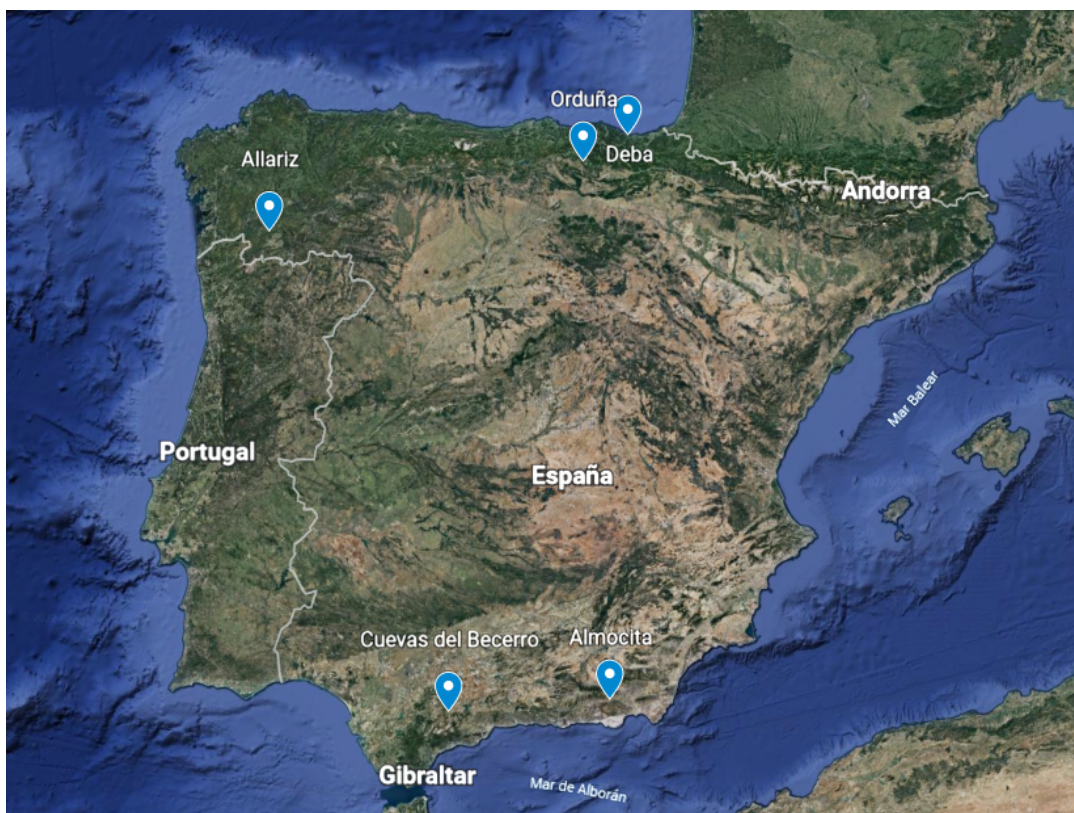 Orduña
Deba
Allariz
Andorra
Mar Balear
Portugal
España
Cuevas del Becerro
Almocita
Gibraltar
Mar de Alborán